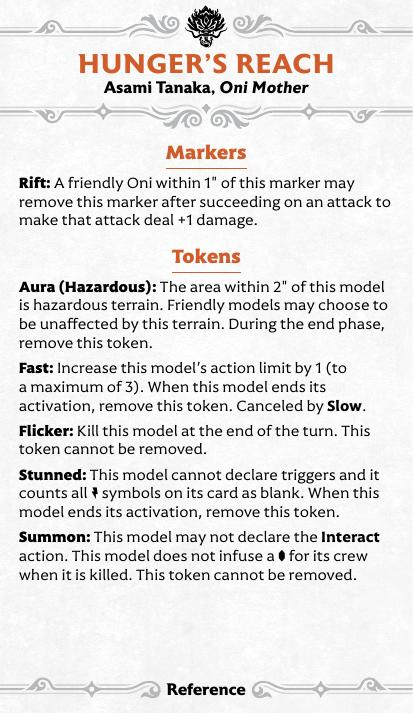 HUNGER'S REACH
Asami Tanaka, Oni Mother
Markers
Rift: A friendly Oni within 1" of this marker may
remove this marker after succeeding on an attack to
make that attack deal +1 damage.
Tokens
Aura (Hazardous): The area within 2" of this model
is hazardous terrain. Friendly models may choose to
be unaffected by this terrain. During the end phase,
remove this token.
Fast: Increase this model's action limit by 1 (to
a maximum of 3). When this model ends its
activation, remove this token. Canceled by Slow.
Flicker: Kill this model at the end of the turn. This
token cannot be removed.
Stunned: This model cannot declare triggers and it
counts all symbols on its card as blank. When this
model ends its activation, remove this token.
Summon: This model may not declare the Interact
action. This model does not infuse a for its crew
when it is killed. This token cannot be removed.
Reference